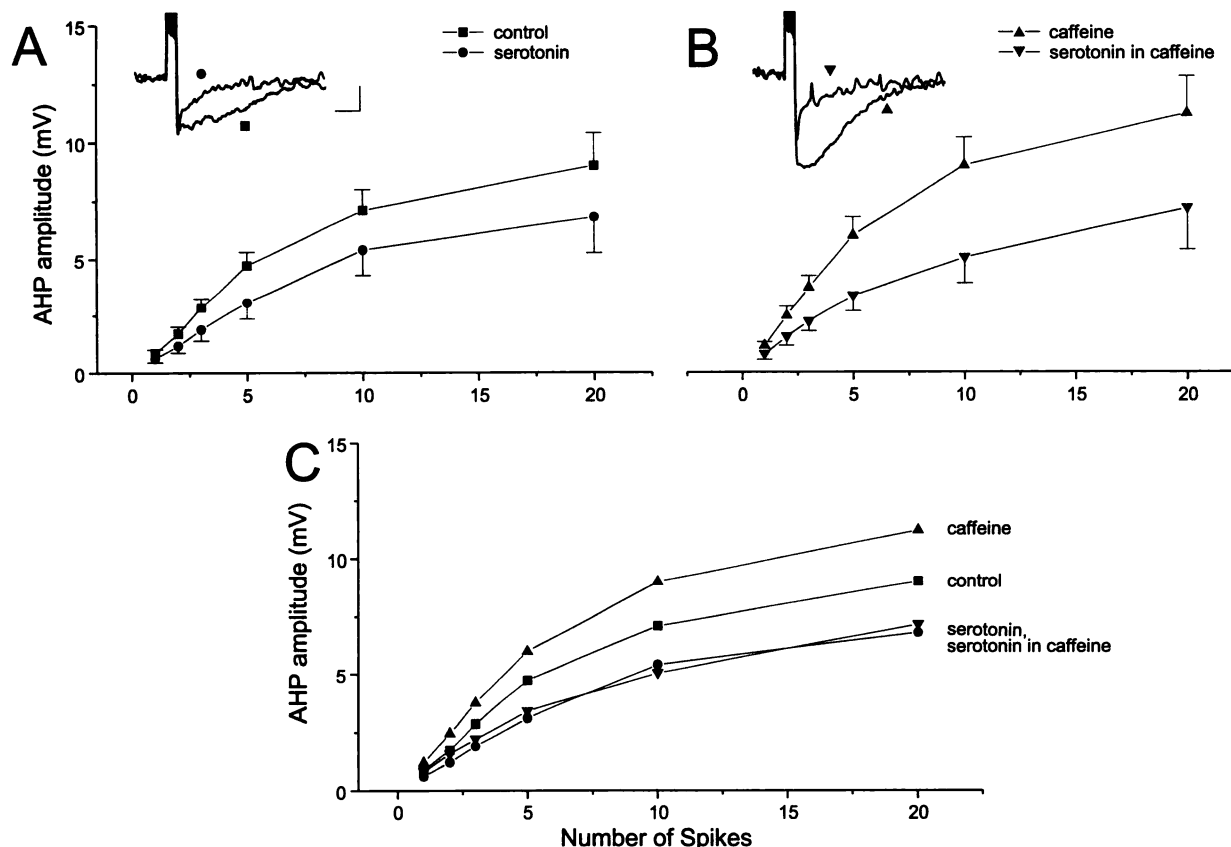 A
15
10
5
0
AHP amplitude (mV)
control
serotonin
0 5 10 15 20
B
caffeine
serotonin in caffeine
0 5 10 15 20
C
15
10
5
0
AHP amplitude (mV)
caffeine
control
serotonin,
serotonin in caffeine
0 5 10 15 20
Number of Spikes